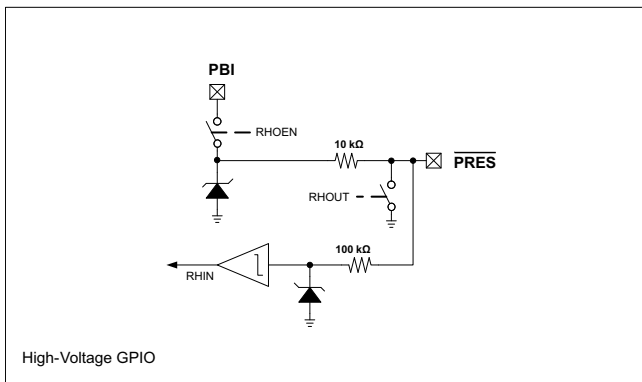 PBI
RHOEN
10 kΩ
PRES
RHOUT
100 kΩ
RHIN
High-Voltage GPIO